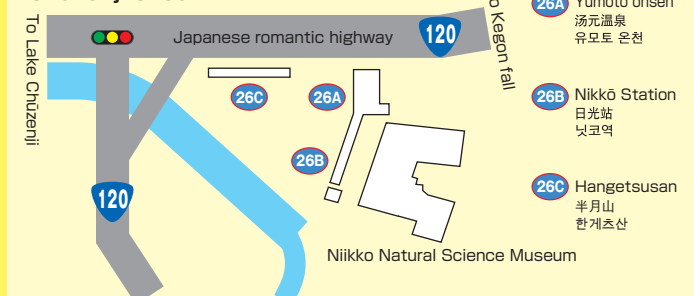 Japanese romantic highway
120
To Lake Chūzenji
o Kegon fall
26C
26A
26B
120
Niikko Natural Science Museum
26A Yumoto onsen
汤元溫泉
유모토 온천
26B Nikkō Station
日光站
닛코역
26C Hangetsusan
半月山
한게츠산